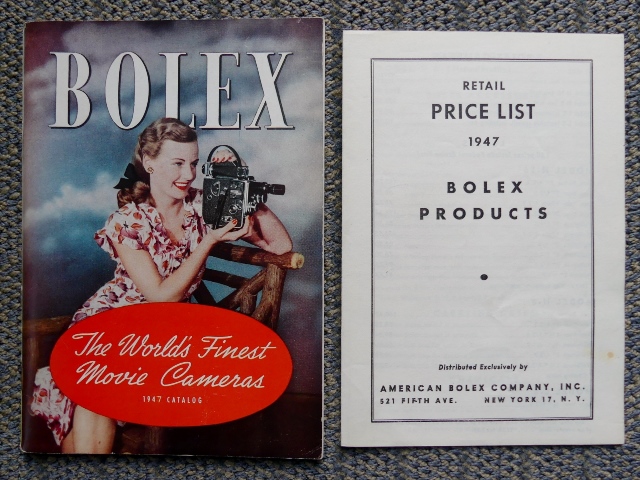 BOLEX
The World's Finest
Movie Cameras
1947 CATALOG
RETAIL
PRICE LIST
1947
BOLEX
PRODUCTS
Distributed Exclusively by
AMERICAN BOLEX COMPANY, INC.
521 FIFTH AVE. NEW YORK 17, N. Y.